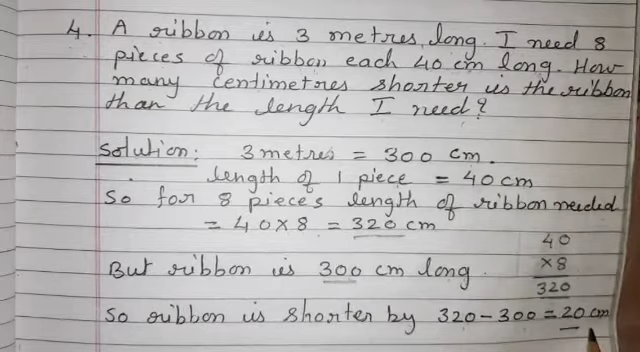 4. A ribbon is 3 metres long. I need 8
pieces of ribbon each 40 cm long. How
many centimetres shorter is the ribbon
than the length I need?
Solution: 3 metres = 300 cm.
length of 1 piece = 40 cm
So for 8 pieces length of ribbon needed
= 40 x 8 = 320 cm
40
x8
320
But ribbon is 300 cm long
So ribbon is shorter by 320 - 300 = 20 cm